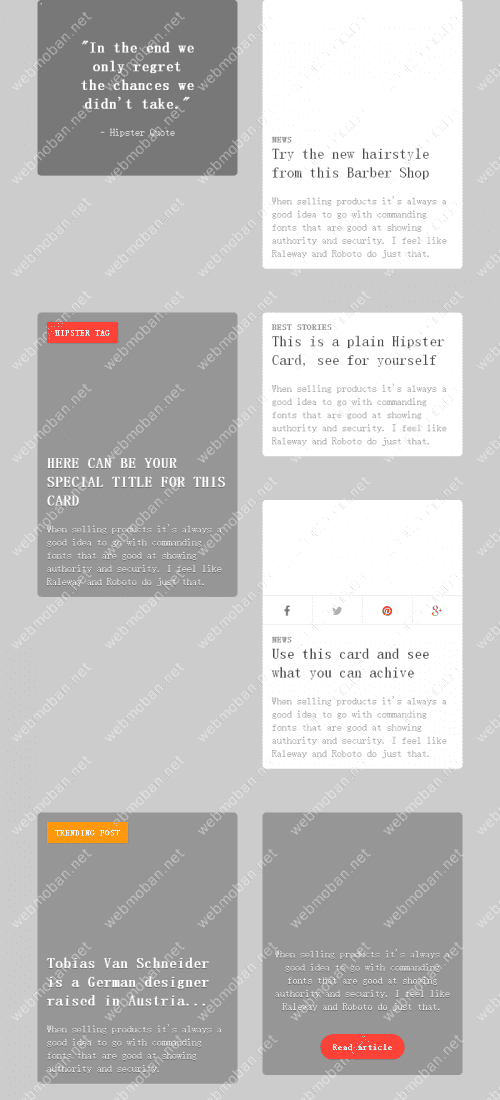 "In the end we
only regret
the chances we
didn't take."
- Hipster Quote
NEWS
Try the new hairstyle
from this Barber Shop
When selling products it's always a
good idea to go with commanding
fonts that are good at showing
authority and security. I feel like
Raleway and Roboto do just that.
HIPSTER TAG
HERE CAN BE YOUR
SPECIAL TITLE FOR THIS
CARD
When selling products it's always a
good idea to go with commanding
fonts that are good at showing
authority and security. I feel like
Raleway and Roboto do just that.
BEST STORIES
This is a plain Hipster
Card, see for yourself
When selling products it's always a
good idea to go with commanding
fonts that are good at showing
authority and security. I feel like
Raleway and Roboto do just that.
NEWS
Use this card and see
what you can achive
When selling products it's always a
good idea to go with commanding
fonts that are good at showing
authority and security. I feel like
Raleway and Roboto do just that.
TRENDING POST
Tobias Van Schneider
is a German designer
raised in Austria...
When selling products it's always a
good idea to go with commanding
fonts that are good at showing
authority.
When selling products it's always a
good idea to go with commanding
fonts that are good at showing
authority and security. I feel like
Raleway and Roboto do just that.
Read article
webmoban.net